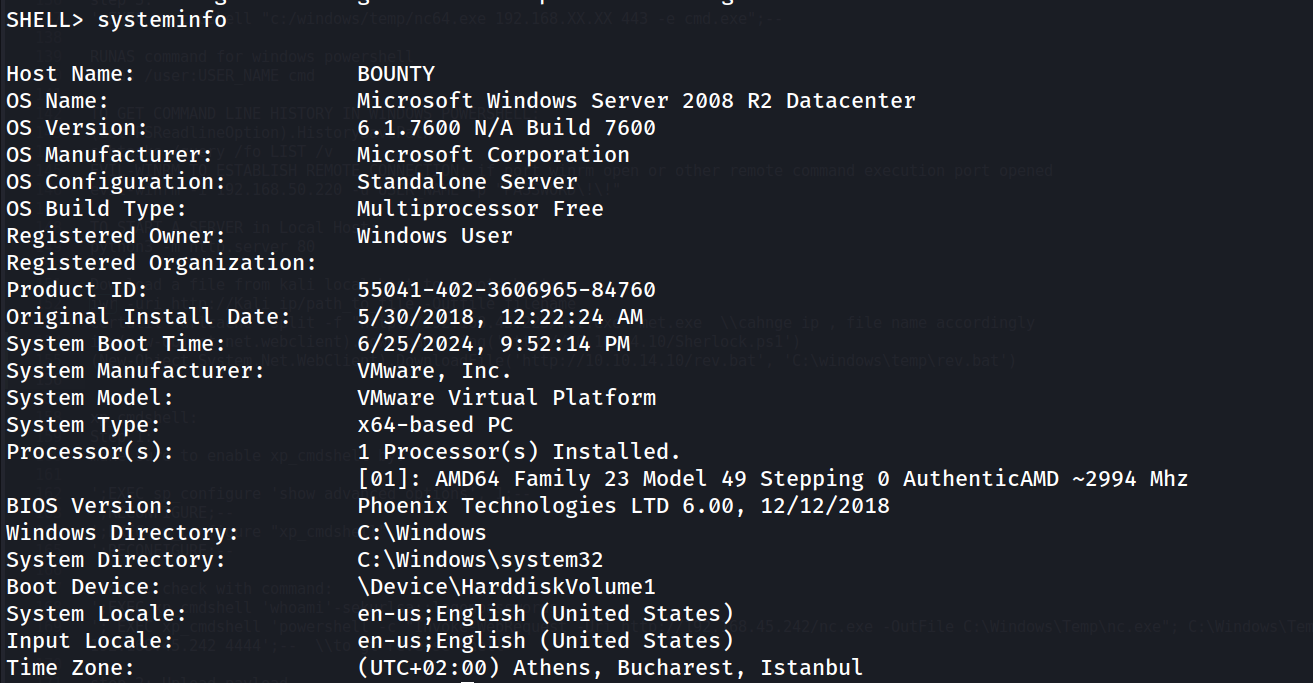 SHELL> systeminfo
Host Name: BOUNTY
OS Name: Microsoft Windows Server 2008 R2 Datacenter
OS Version: 6.1.7600 N/A Build 7600
OS Manufacturer: Microsoft Corporation
OS Configuration: Standalone Server
OS Build Type: Multiprocessor Free
Registered Owner: Windows User
Registered Organization:
Product ID: 55041-402-3606965-84760
Original Install Date: 5/30/2018, 12:22:24 AM
System Boot Time: 6/25/2024, 9:52:14 PM
System Manufacturer: VMware, Inc.
System Model: VMware Virtual Platform
System Type: x64-based PC
Processor(s): 1 Processor(s) Installed.
[01]: AMD64 Family 23 Model 49 Stepping 0 AuthenticAMD ~2994 Mhz
BIOS Version: Phoenix Technologies LTD 6.00, 12/12/2018
Windows Directory: C:\Windows
System Directory: C:\Windows\system32
Boot Device: \Device\HarddiskVolume1
System Locale: en-us;English (United States)
Input Locale: en-us;English (United States)
Time Zone: (UTC+02:00) Athens, Bucharest, Istanbul